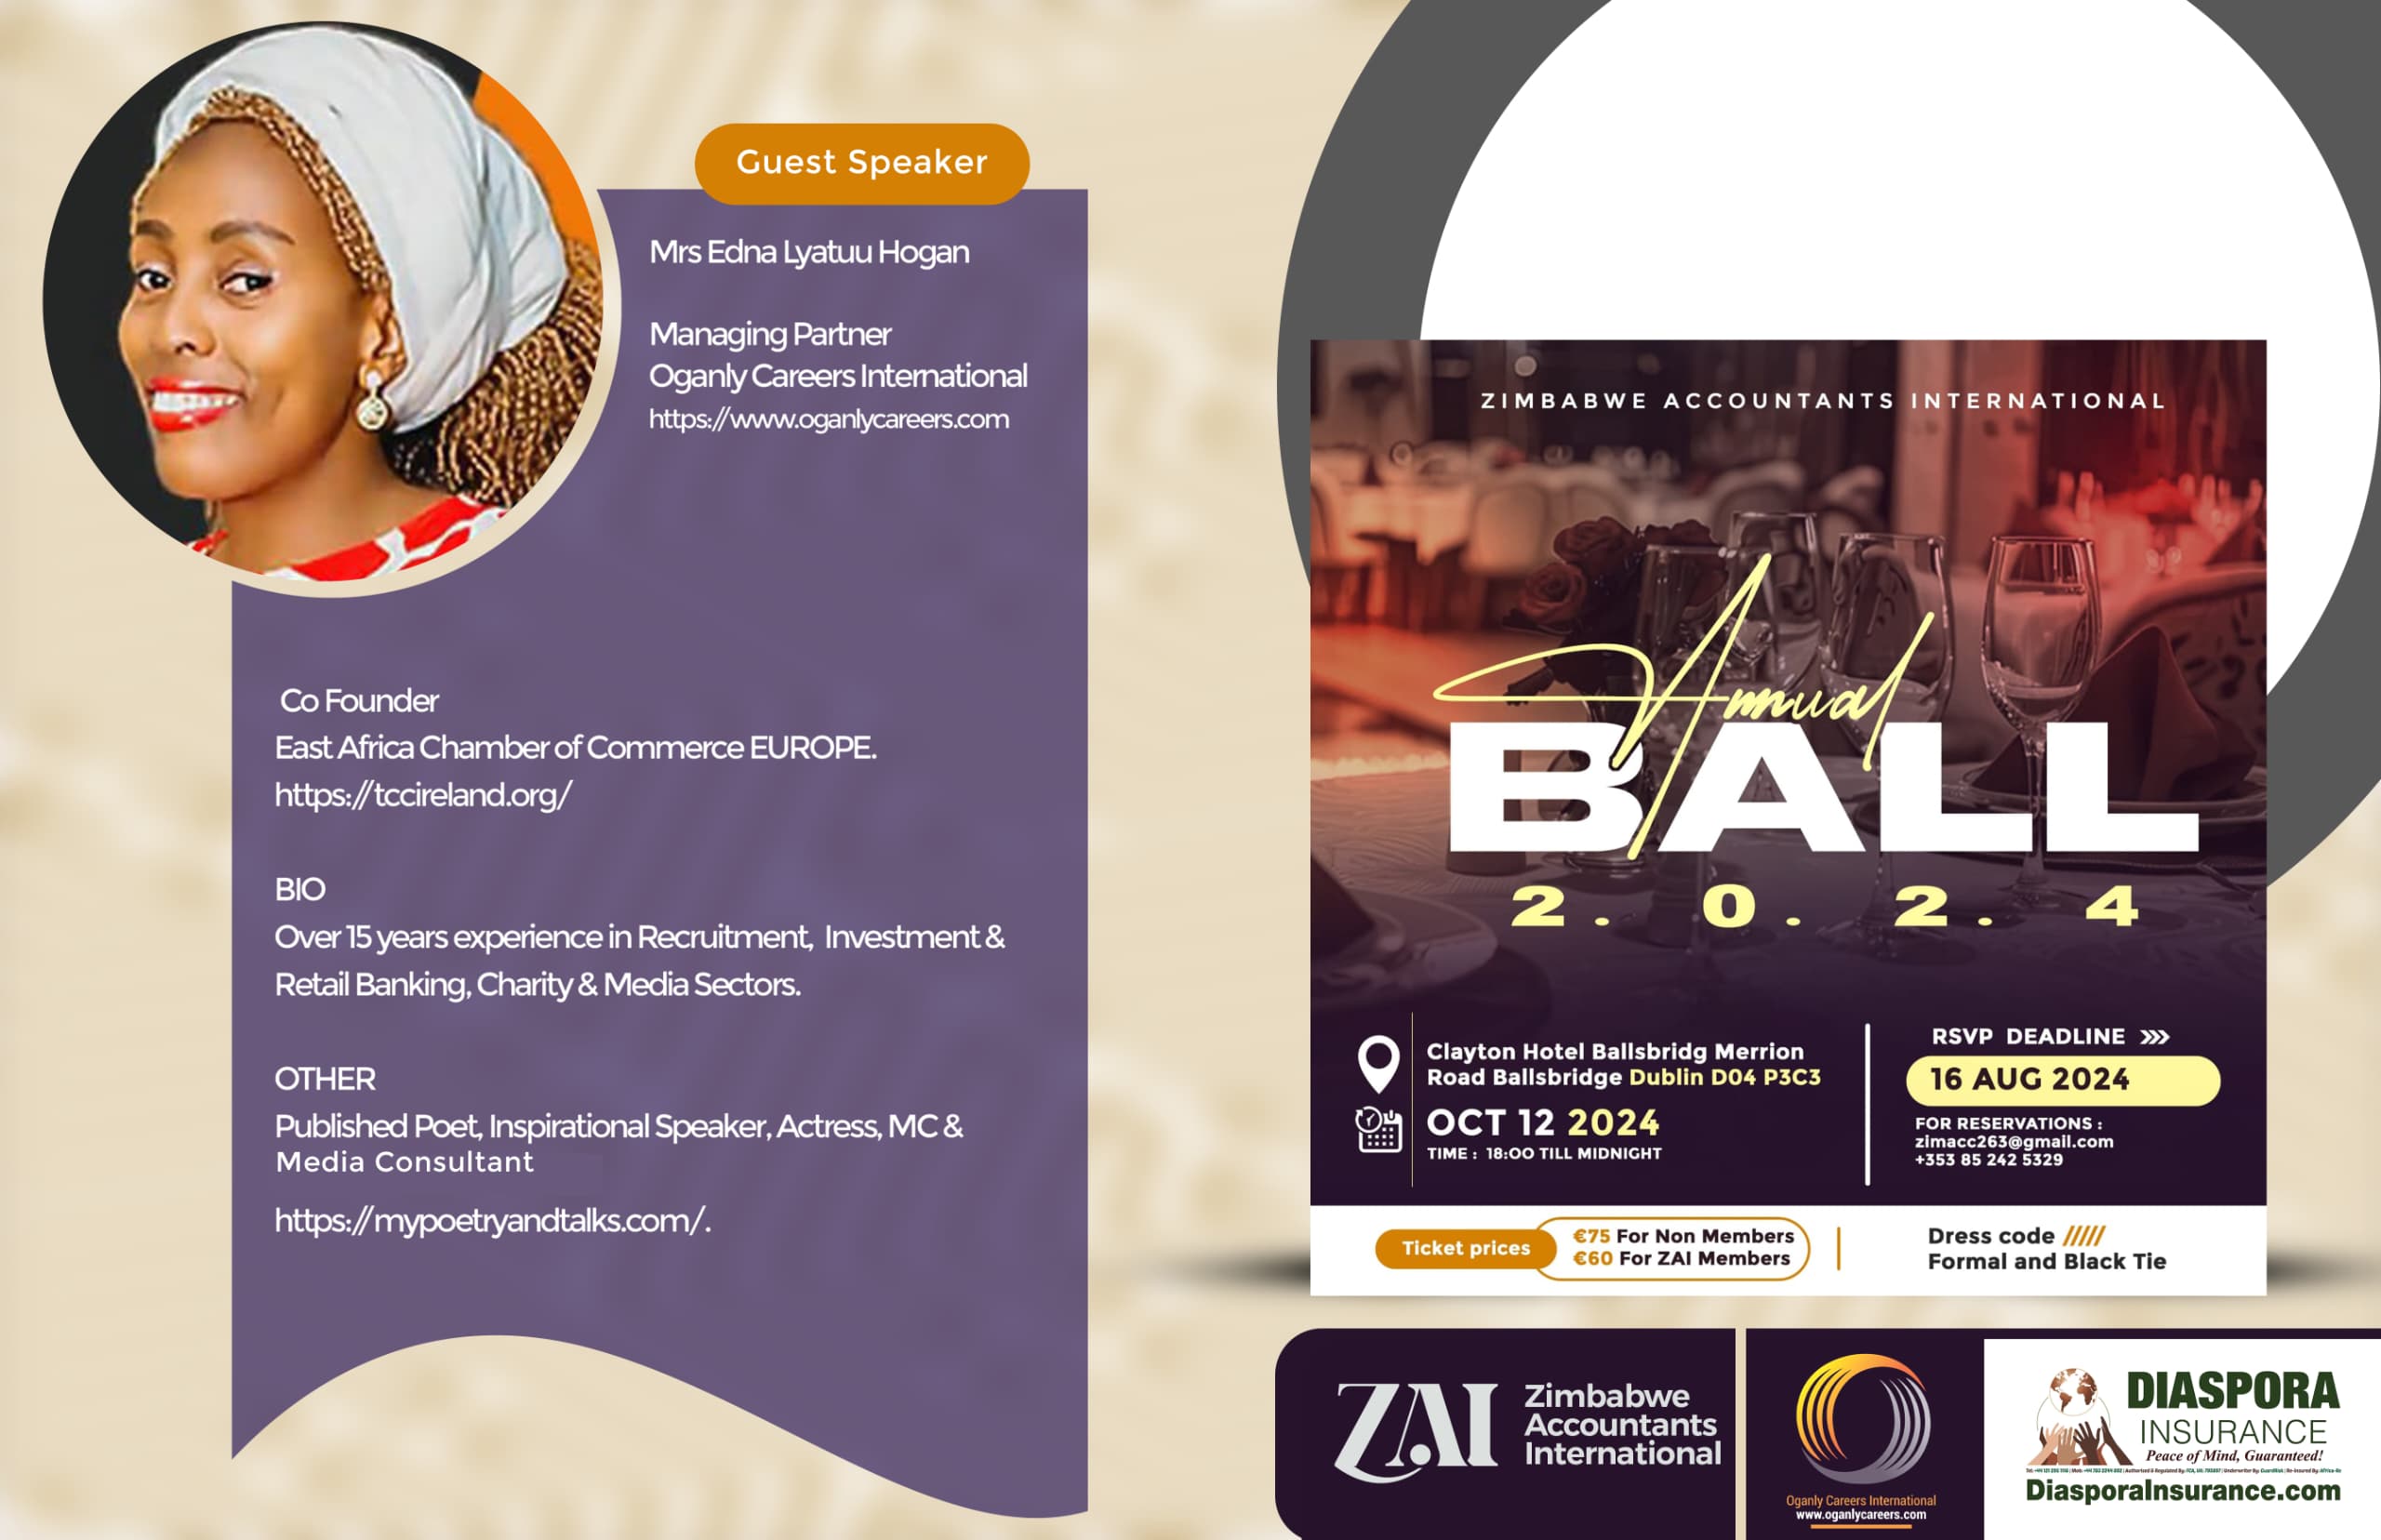 Guest Speaker
Mrs Edna Lyatuu Hogan
Managing Partner
Oganly Careers International
https://www.oganlycareers.com
Co Founder
East Africa Chamber of Commerce EUROPE.
https://tccireland.org/
BIO
Over 15 years experience in Recruitment, Investment &
Retail Banking, Charity & Media Sectors.
OTHER
Published Poet, Inspirational Speaker, Actress, MC &
Media Consultant
https://mypoetryandtalks.com/.
ZIMBABWE ACCOUNTANTS INTERNATIONAL
Annual
BALL
2. 0. 2. 4
Clayton Hotel Ballsbridg Merrion
Road Ballsbridge Dublin D04 P3C3
OCT 12 2024
TIME : 18:00 TILL MIDNIGHT
RSVP DEADLINE
16 AUG 2024
FOR RESERVATIONS :
zimacc263@gmail.com
+353 85 242 5329
Ticket prices
€75 For Non Members
€60 For ZAI Members
Dress code /////
Formal and Black Tie
ZAI
Zimbabwe
Accountants
International
Oganly Careers International
www.oganlycareers.com
DIASPORA
INSURANCE
Peace of Mind, Guaranteed!
DiasporaInsurance.com